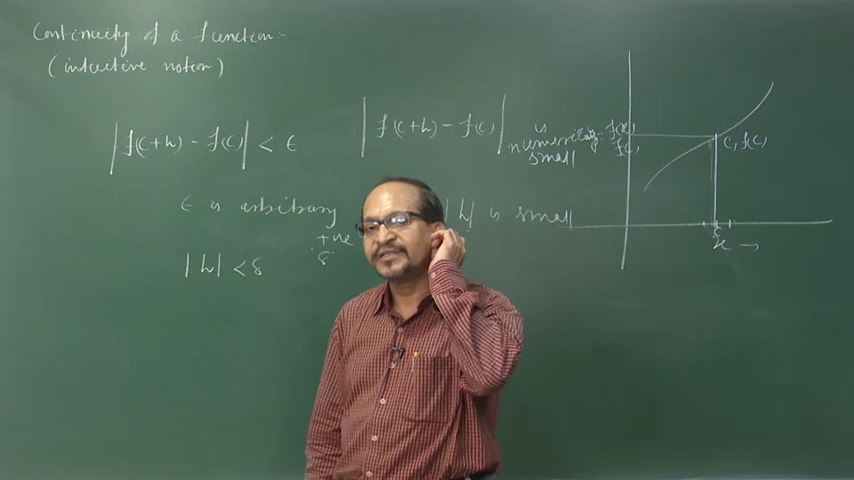 Continuity of a function:-
(intuitive notion)
|f(c+h) - f(c)| < ε
|f(c+h) - f(c)| is numerically small
ε is arbitrary
+ve
|h| is small
|h| < δ
δ
f(x)
f(c)
c, f(c)
c
x →